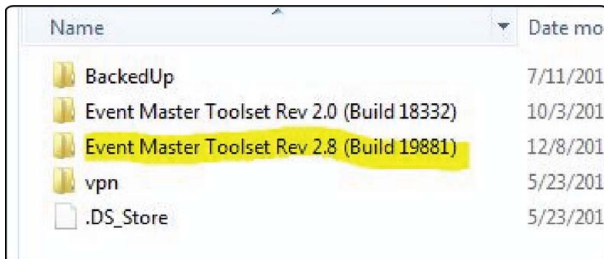 Name Date mo
BackedUp 7/11/201
Event Master Toolset Rev 2.0 (Build 18332) 10/3/201
Event Master Toolset Rev 2.8 (Build 19881) 12/8/201
vpn 5/23/201
.DS_Store 5/23/201